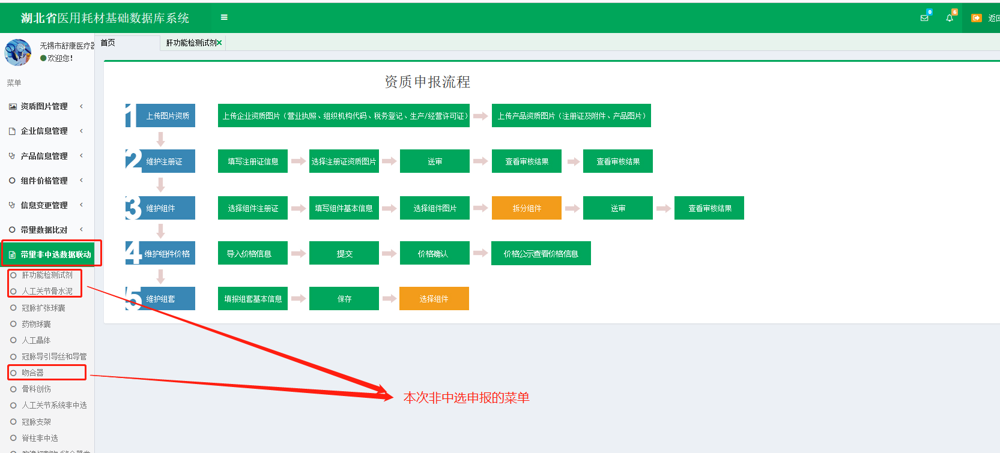 湖北省医用耗材基础数据库系统
0
6
返回
无锡市舒康医疗器
欢迎您!
首页
肝功能检测试剂
菜单
资质图片管理
企业信息管理
产品信息管理
组件价格管理
信息变更管理
带量数据比对
带量非中选数据联动
肝功能检测试剂
人工关节骨水泥
冠脉扩张球囊
药物球囊
人工晶体
冠脉导引导丝和导管
吻合器
骨科创伤
人工关节系统非中选
冠脉支架
脊柱非中选
资质申报流程
1 上传图片资质
上传企业资质图片（营业执照、组织机构代码、税务登记、生产/经营许可证）
上传产品资质图片（注册证及附件、产品图片）
2 维护注册证
填写注册证信息
选择注册证资质图片
送审
查看审核结果
查看审核结果
3 维护组件
选择组件注册证
填写组件基本信息
选择组件图片
拆分组件
送审
查看审核结果
4 维护组件价格
导入价格信息
提交
价格确认
价格公示查看价格信息
5 维护组套
填报组套基本信息
保存
选择组件
本次非中选申报的菜单